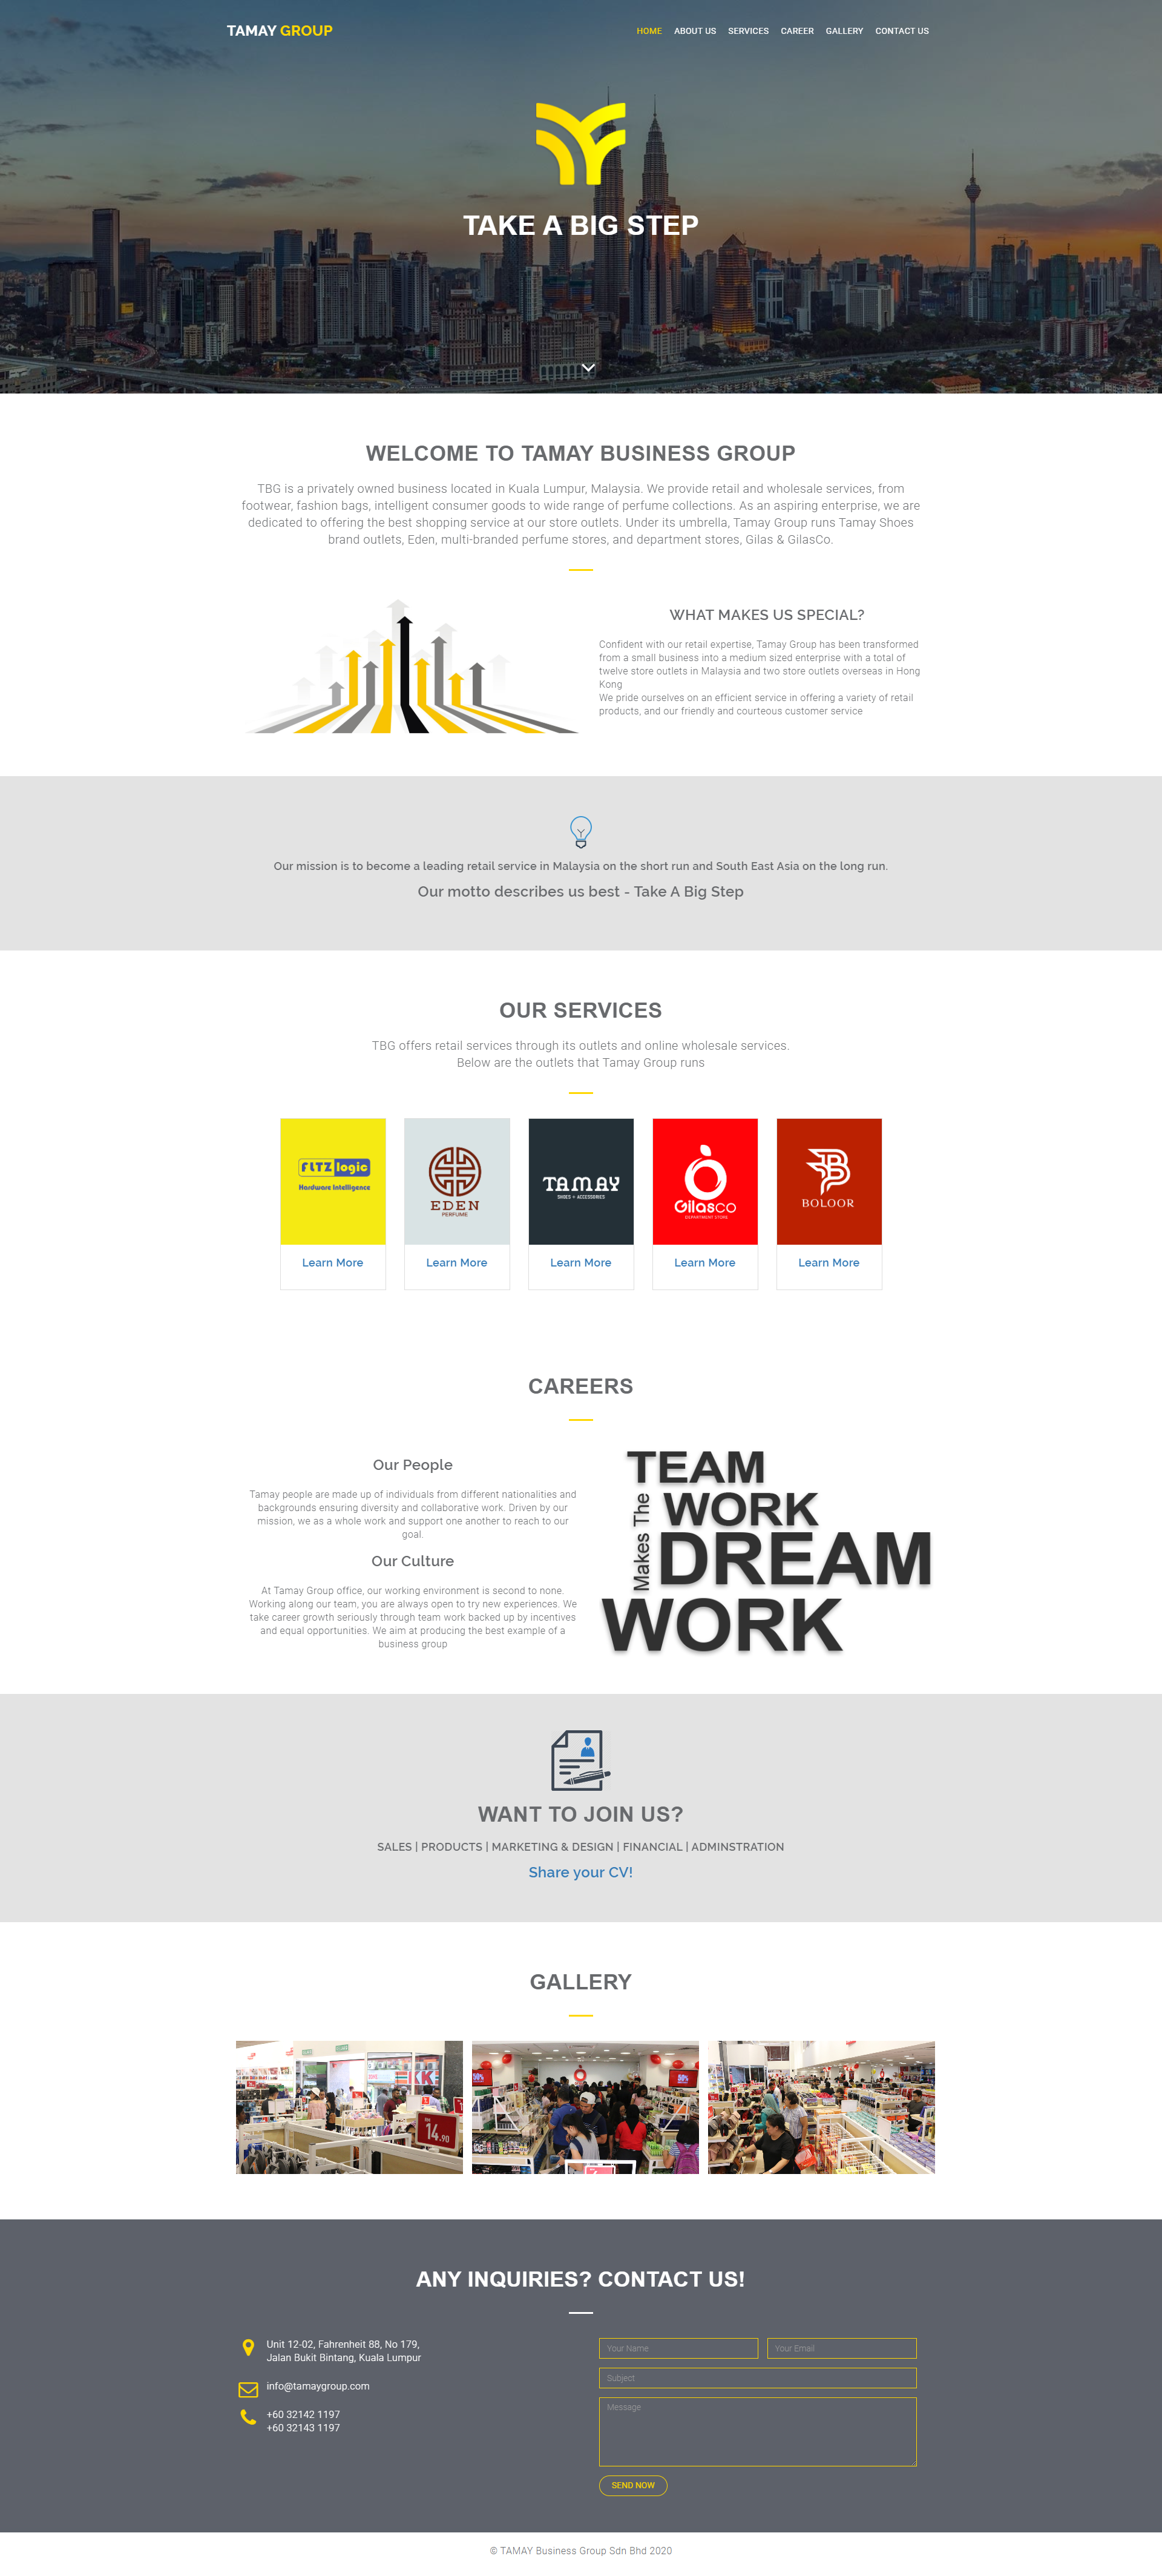 TAMAY GROUP
HOME ABOUT US SERVICES CAREER GALLERY CONTACT US
TAKE A BIG STEP
WELCOME TO TAMAY BUSINESS GROUP
TBG is a privately owned business located in Kuala Lumpur, Malaysia. We provide retail and wholesale services, from
footwear, fashion bags, intelligent consumer goods to wide range of perfume collections. As an aspiring enterprise, we are
dedicated to offering the best shopping service at our store outlets. Under its umbrella, Tamay Group runs Tamay Shoes
brand outlets, Eden, multi-branded perfume stores, and department stores, Gilas & GilasCo.
WHAT MAKES US SPECIAL?
Confident with our retail expertise, Tamay Group has been transformed
from a small business into a medium sized enterprise with a total of
twelve store outlets in Malaysia and two store outlets overseas in Hong
Kong
We pride ourselves on an efficient service in offering a variety of retail
products, and our friendly and courteous customer service
Our mission is to become a leading retail service in Malaysia on the short run and South East Asia on the long run.
Our motto describes us best - Take A Big Step
OUR SERVICES
TBG offers retail services through its outlets and online wholesale services.
Below are the outlets that Tamay Group runs
FLTZ logic
Hardware Intelligence
Learn More
EDEN
PERFUME
Learn More
TAMAY
SHOES + ACCESSORIES
Learn More
Gilasco
DEPARTMENT STORE
Learn More
BOLOOR
Learn More
CAREERS
Our People
Tamay people are made up of individuals from different nationalities and
backgrounds ensuring diversity and collaborative work. Driven by our
mission, we as a whole work and support one another to reach to our
goal.
Our Culture
At Tamay Group office, our working environment is second to none.
Working along our team, you are always open to try new experiences. We
take career growth seriously through team work backed up by incentives
and equal opportunities. We aim at producing the best example of a
business group
TEAM
WORK
Makes The
DREAM
WORK
WANT TO JOIN US?
SALES | PRODUCTS | MARKETING & DESIGN | FINANCIAL | ADMINSTRATION
Share your CV!
GALLERY
14.90
50%
50%
ANY INQUIRIES? CONTACT US!
Unit 12-02, Fahrenheit 88, No 179,
Jalan Bukit Bintang, Kuala Lumpur
info@tamaygroup.com
+60 32142 1197
+60 32143 1197
Your Name
Your Email
Subject
Message
SEND NOW
© TAMAY Business Group Sdn Bhd 2020